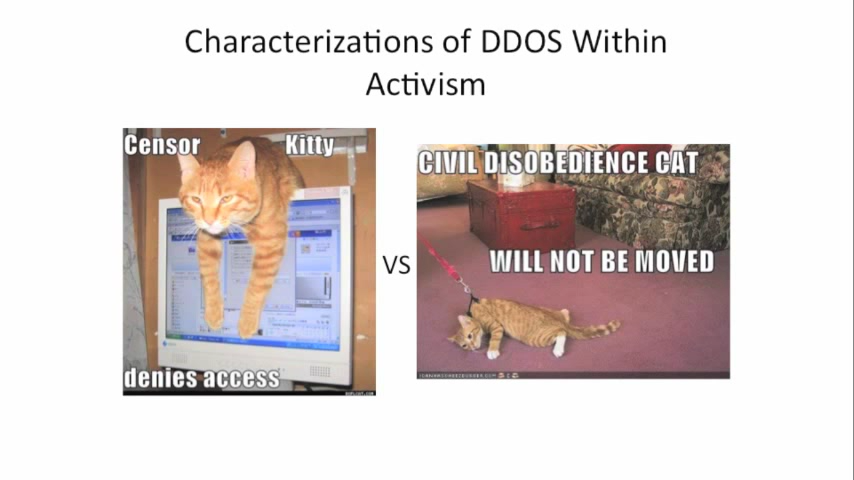 Characterizations of DDOS Within
Activism
Censor Kitty
denies access
VS
CIVIL DISOBEDIENCE CAT
WILL NOT BE MOVED